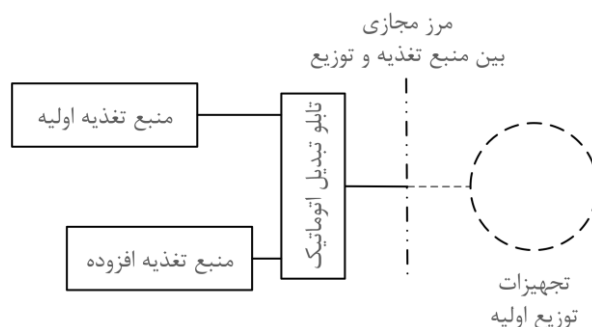 مرز مجازی
بین منبع تغذیه و توزیع
منبع تغذیه اولیه
تابلو تبدیل اتوماتیک
منبع تغذیه افزوده
تجهیزات
توزیع اولیه